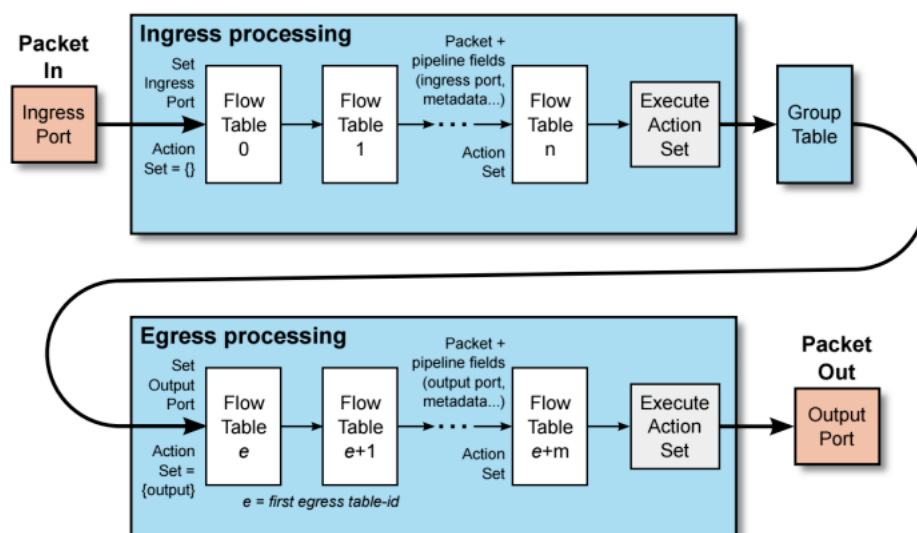 Packet
In
Ingress
Port
Ingress processing
Set
Ingress
Port
Action
Set = {}
Flow
Table
0
Flow
Table
1
Packet +
pipeline fields
(ingress port,
metadata...)
Action
Set
Flow
Table
n
Execute
Action
Set
Group
Table
Egress processing
Set
Output
Port
Action
Set =
{output}
Flow
Table
e
Flow
Table
e+1
e = first egress table-id
Packet +
pipeline fields
(output port,
metadata...)
Action
Set
Flow
Table
e+m
Execute
Action
Set
Packet
Out
Output
Port